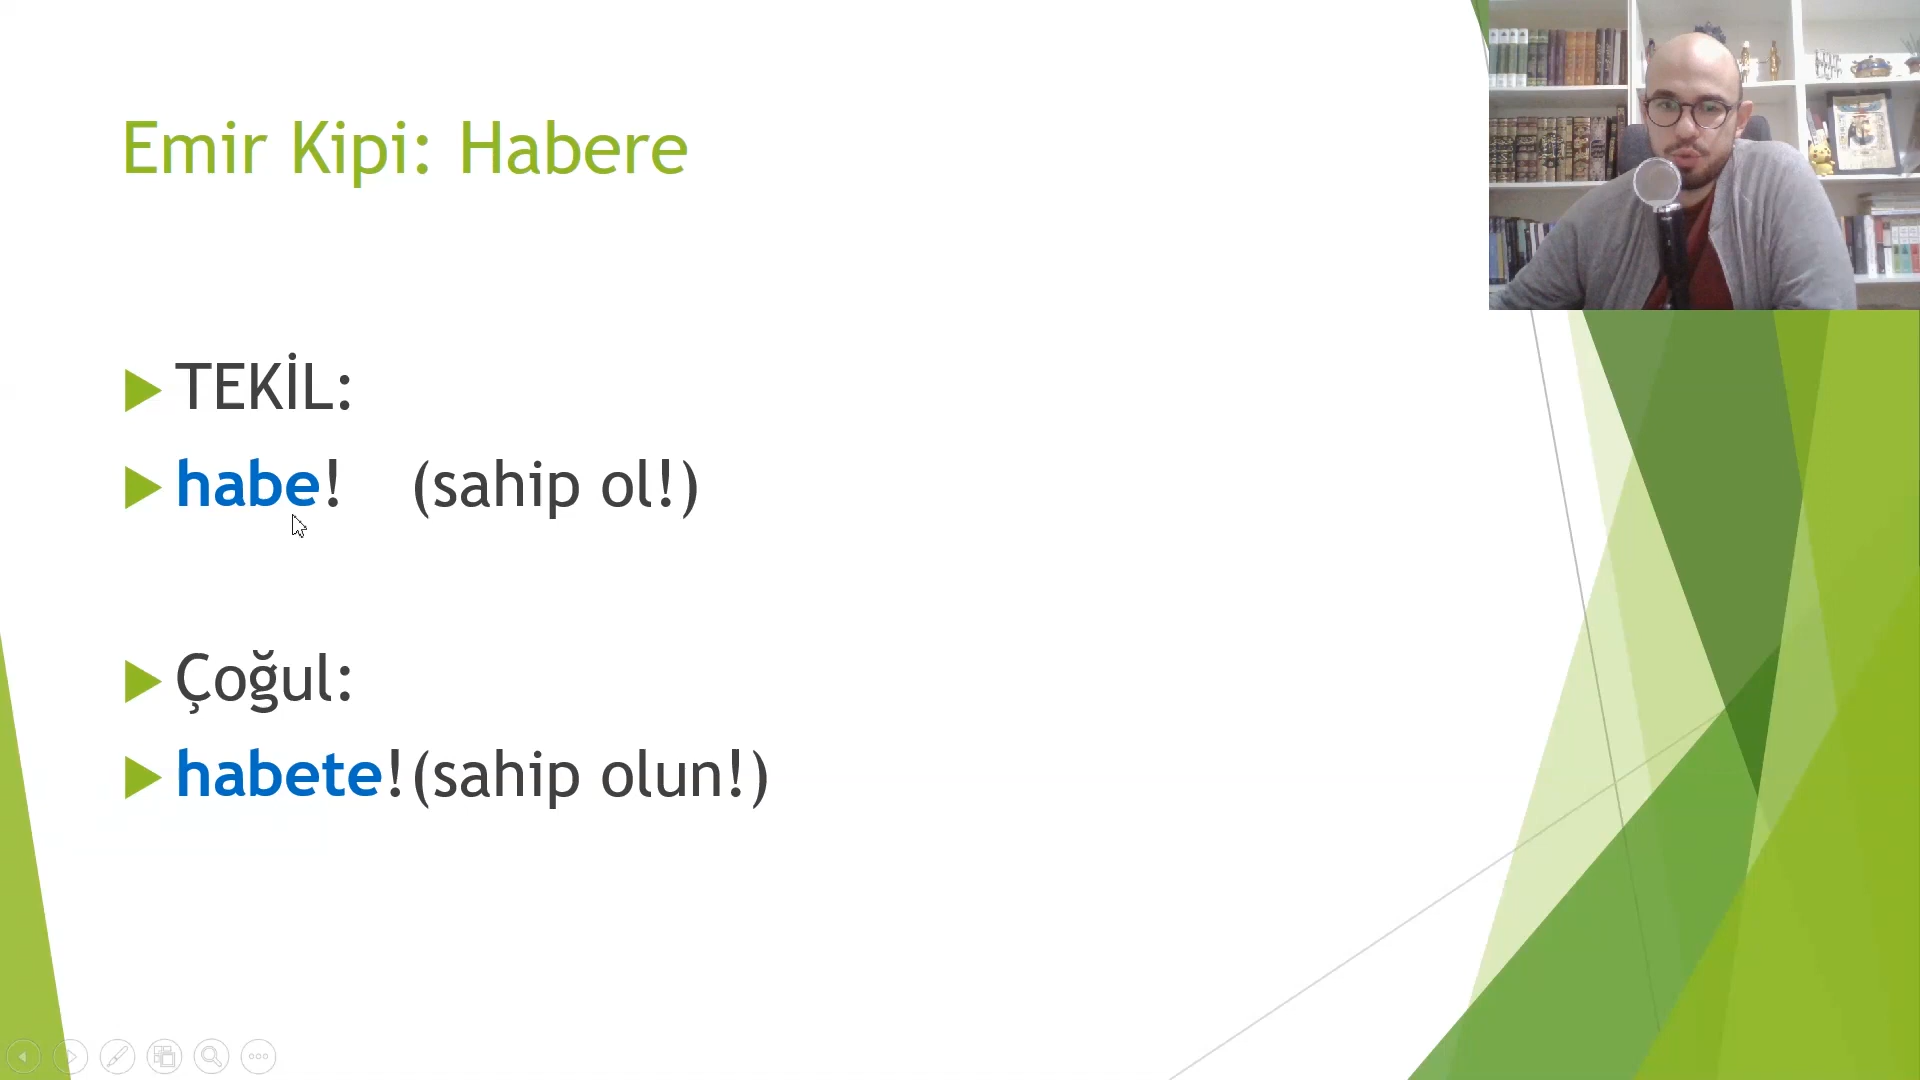 Emir Kipi: Habere
TEKİL:
habe! (sahip ol!)
Çoğul:
habete!(sahip olun!)